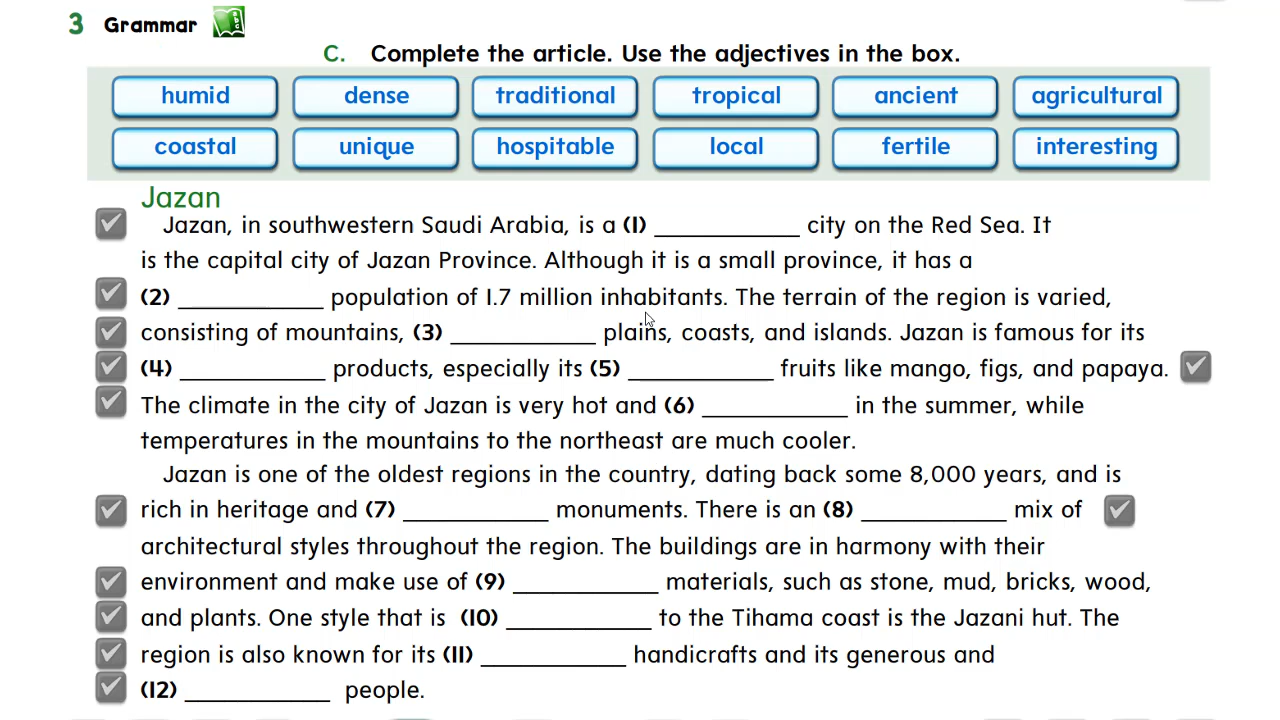 3 Grammar
C. Complete the article. Use the adjectives in the box.
humid dense traditional tropical ancient agricultural
coastal unique hospitable local fertile interesting
Jazan
Jazan, in southwestern Saudi Arabia, is a (1) ____________ city on the Red Sea. It
is the capital city of Jazan Province. Although it is a small province, it has a
(2) ____________ population of 1.7 million inhabitants. The terrain of the region is varied,
consisting of mountains, (3) ____________ plains, coasts, and islands. Jazan is famous for its
(4) ____________ products, especially its (5) ____________ fruits like mango, figs, and papaya.
The climate in the city of Jazan is very hot and (6) ____________ in the summer, while
temperatures in the mountains to the northeast are much cooler.
Jazan is one of the oldest regions in the country, dating back some 8,000 years, and is
rich in heritage and (7) ____________ monuments. There is an (8) ____________ mix of
architectural styles throughout the region. The buildings are in harmony with their
environment and make use of (9) ____________ materials, such as stone, mud, bricks, wood,
and plants. One style that is (10) ____________ to the Tihama coast is the Jazani hut. The
region is also known for its (11) ____________ handicrafts and its generous and
(12) ____________ people.